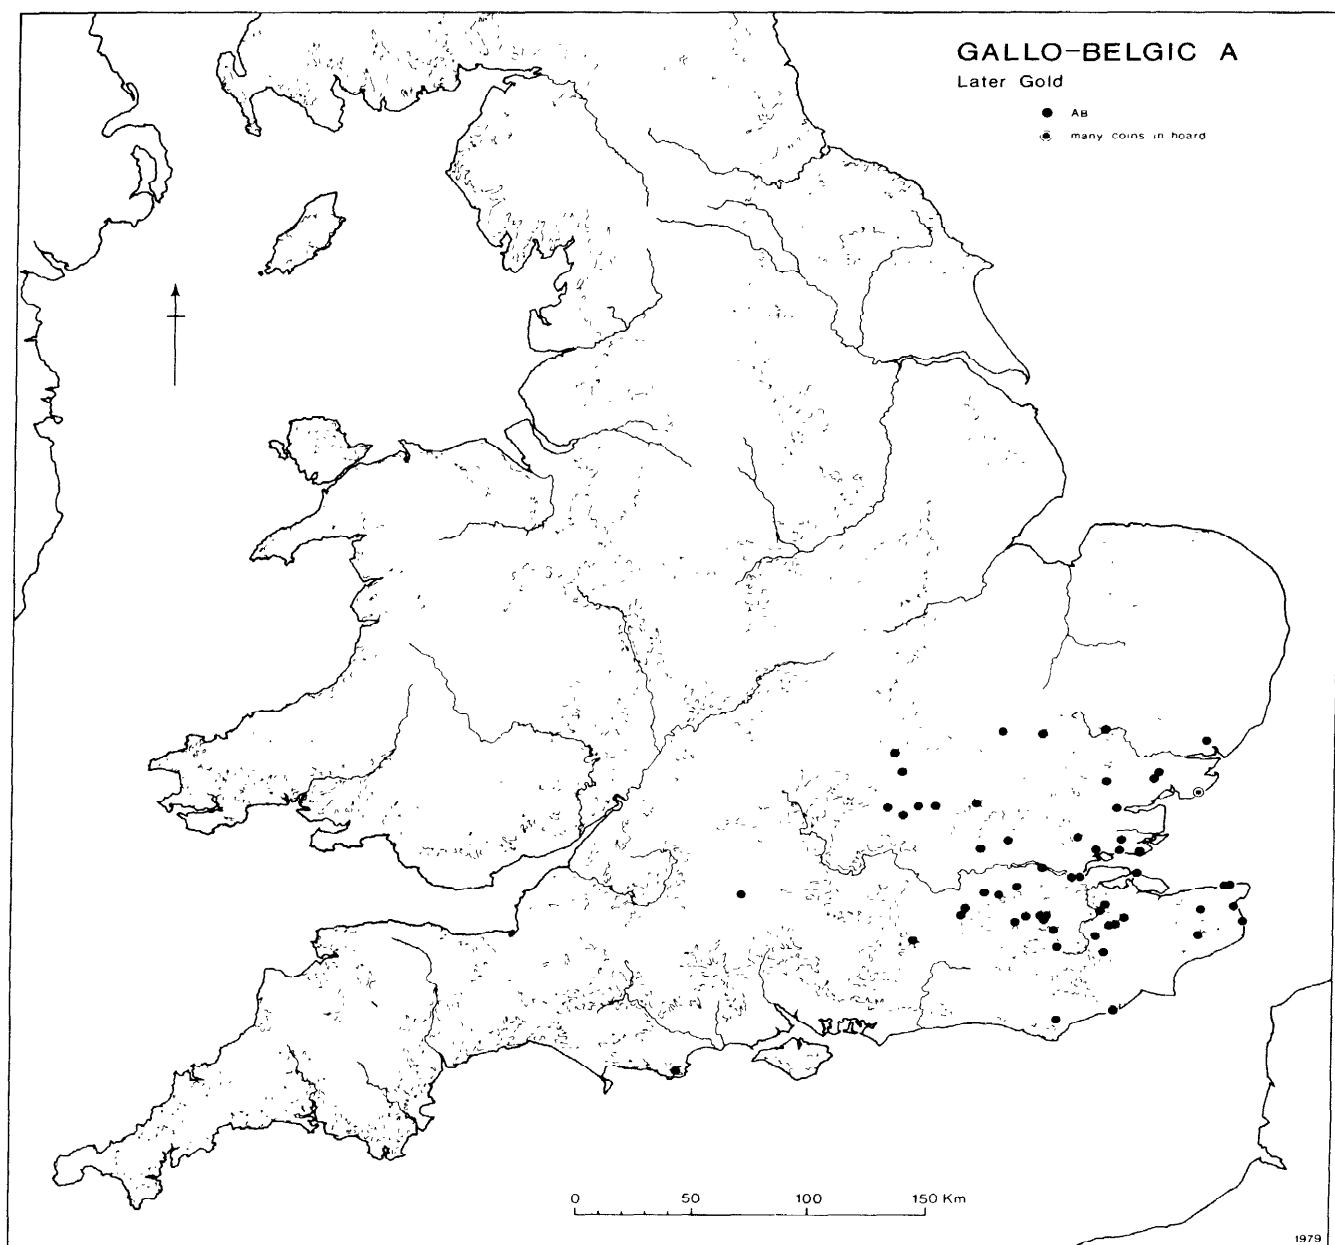 GALLO-BELGIC A
Later Gold
AB
many coins in hoard
0 50 100 150 Km
1979